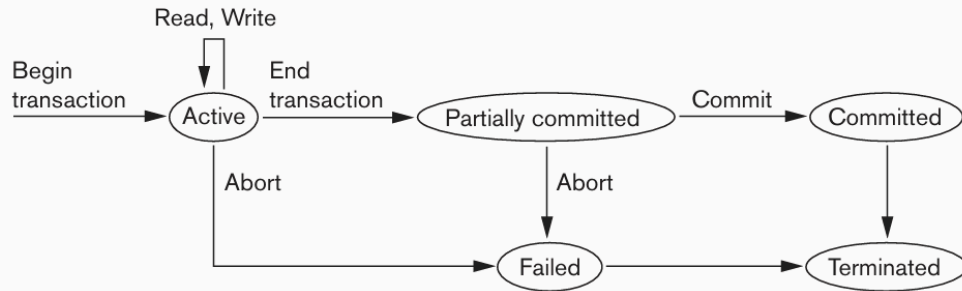 Read, Write
Begin
transaction
End
transaction
Active
Partially committed
Commit
Committed
Abort
Abort
Failed
Terminated